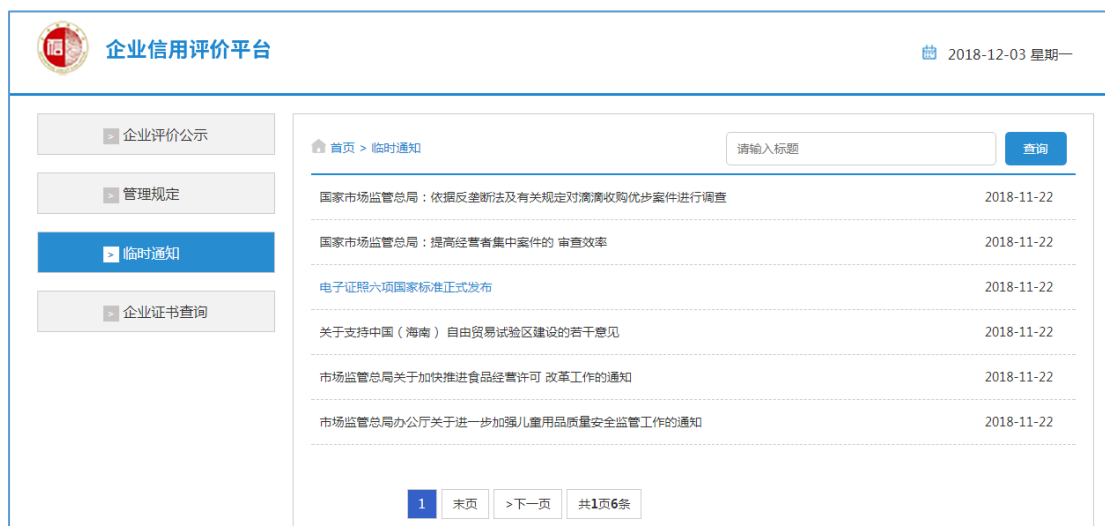 信
企业信用评价平台
2018-12-03 星期一
> 企业评价公示
> 管理规定
> 临时通知
> 企业证书查询
首页 > 临时通知
请输入标题
查询
国家市场监管总局：依据反垄断法及有关规定对滴滴收购优步案件进行调查 2018-11-22
国家市场监管总局：提高经营者集中案件的 审查效率 2018-11-22
电子证照六项国家标准正式发布 2018-11-22
关于支持中国（海南） 自由贸易试验区建设的若干意见 2018-11-22
市场监管总局关于加快推进食品经营许可 改革工作的通知 2018-11-22
市场监管总局办公厅关于进一步加强儿童用品质量安全监管工作的通知 2018-11-22
1 末页 >下一页 共1页6条